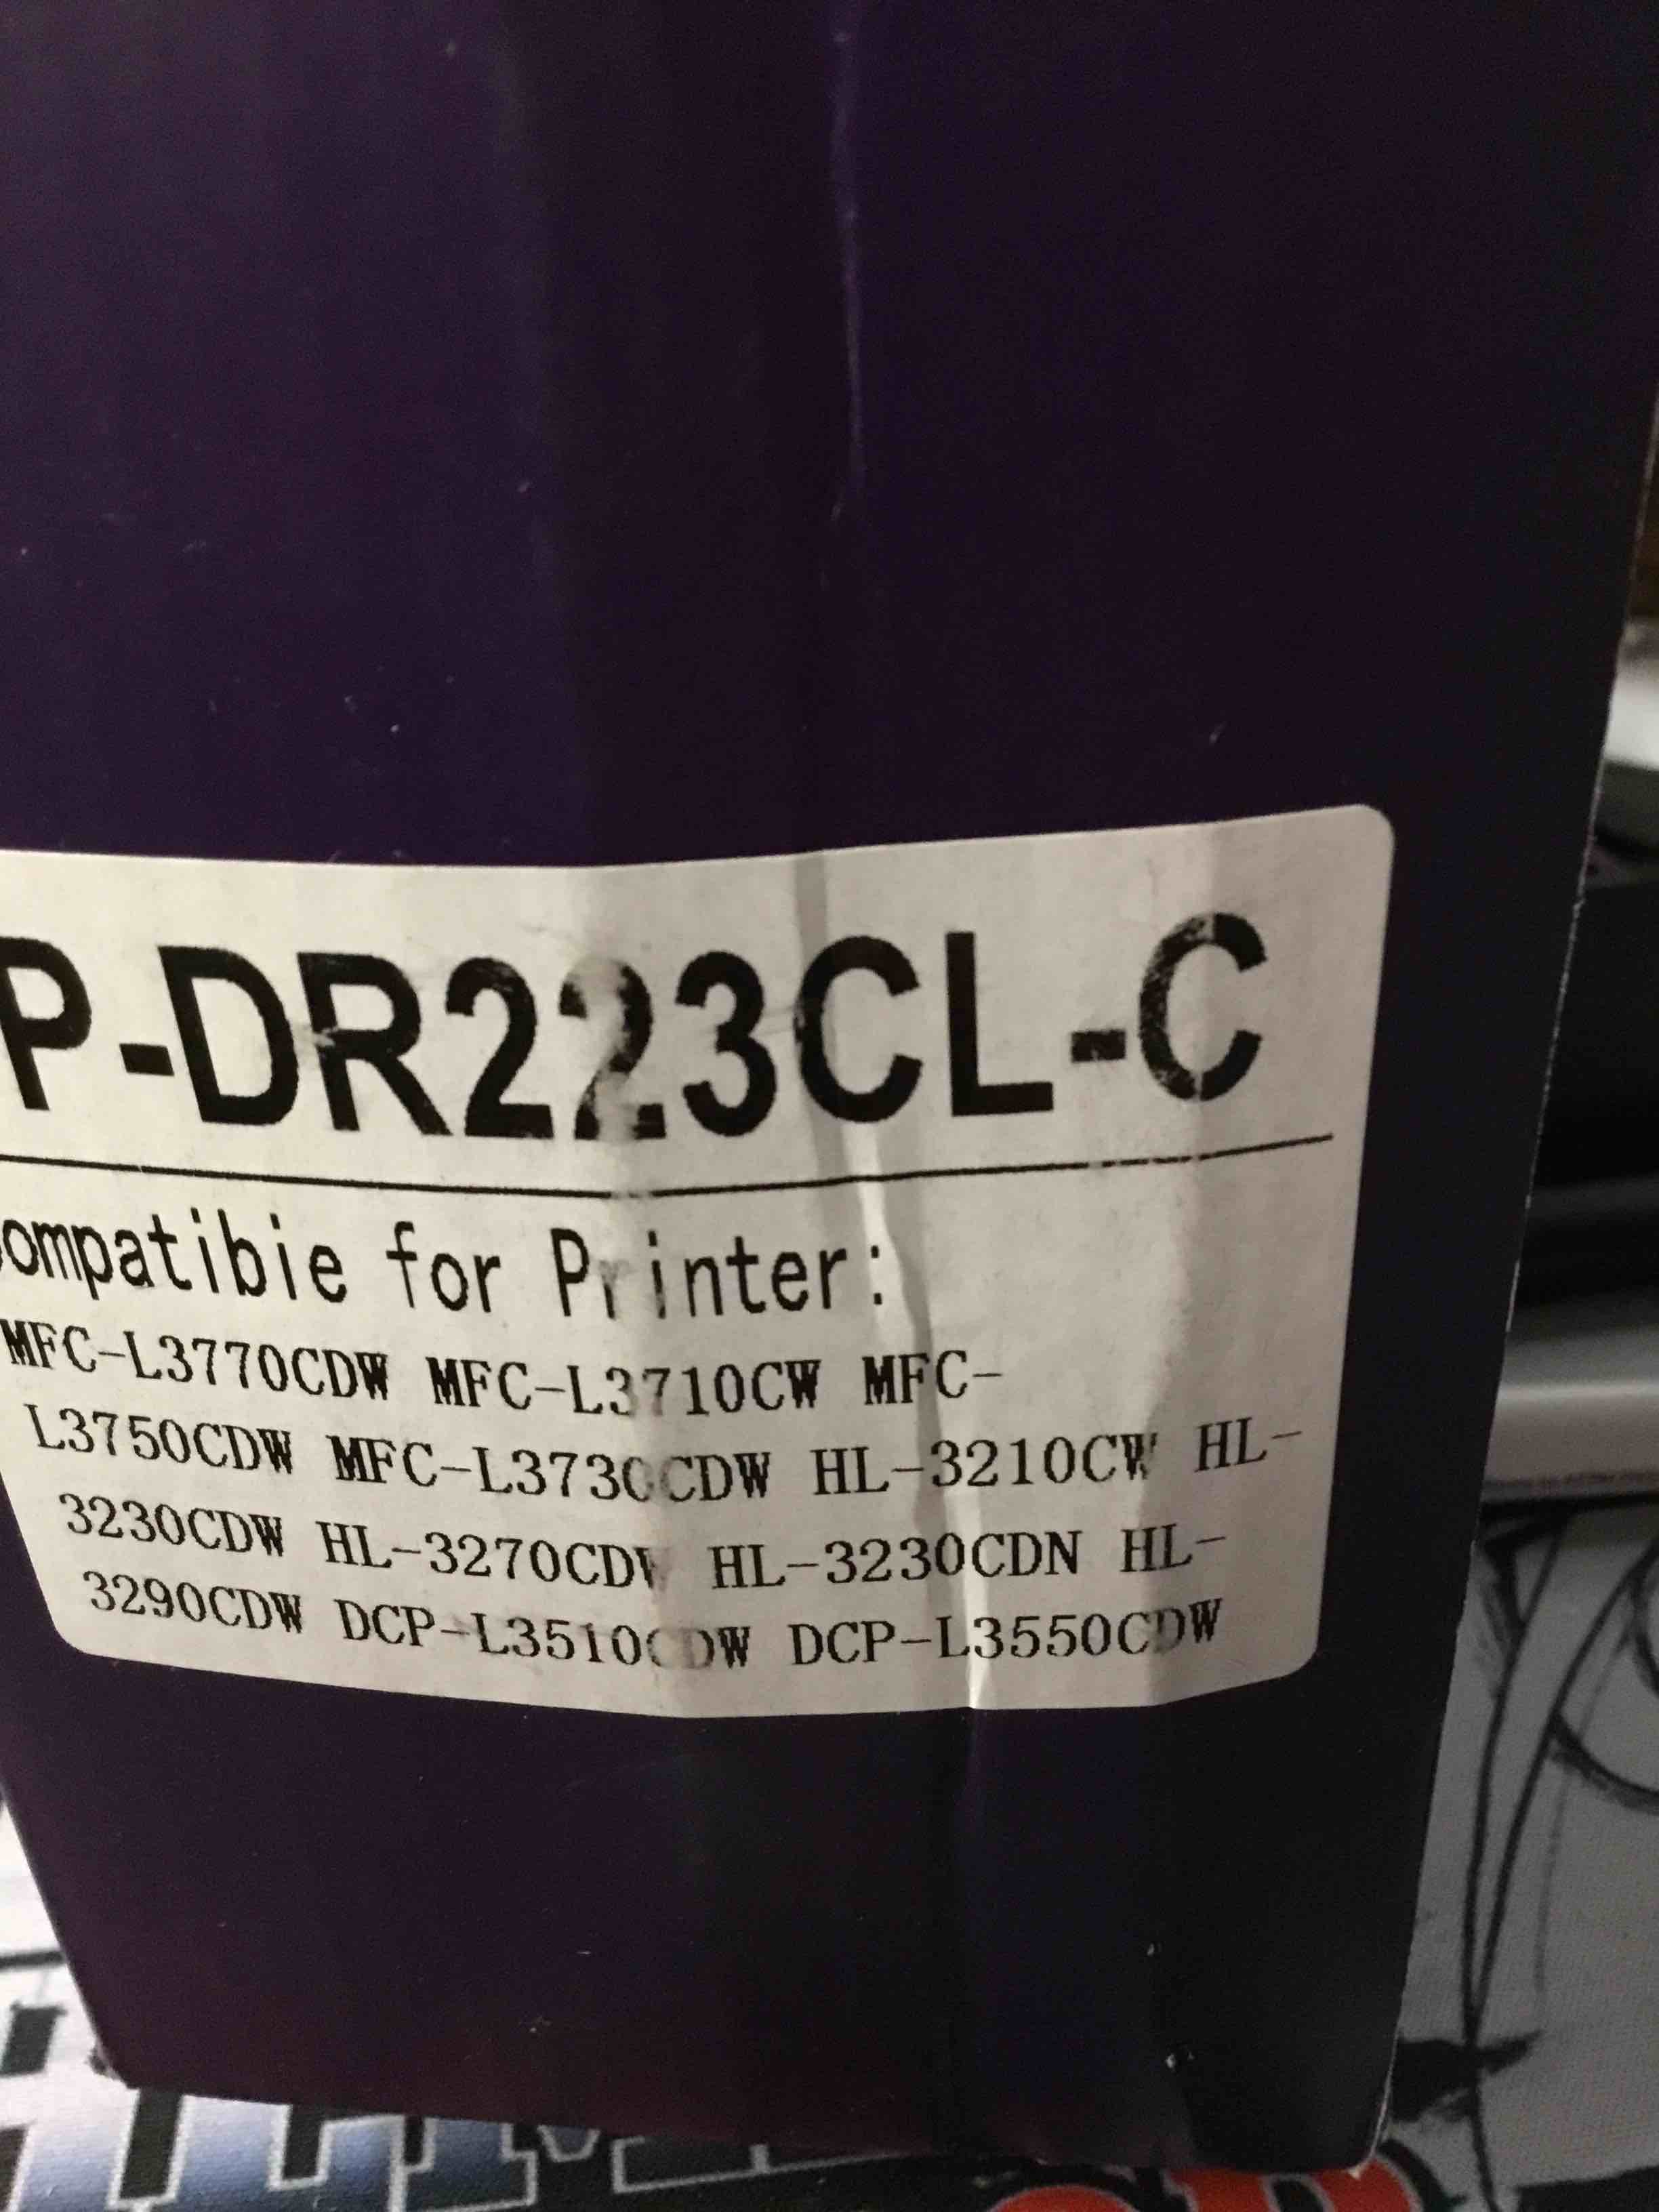 P-DR223CL-C
ompatibie for Printer:
MFC-L3770CDW MFC-L3710CW MFC-
L3750CDW MFC-L3730CDW HL-3210CW HL-
3230CDW HL-3270CDW HL-3230CDN HL-
3290CDW DCP-L3510CDW DCP-L3550CDW